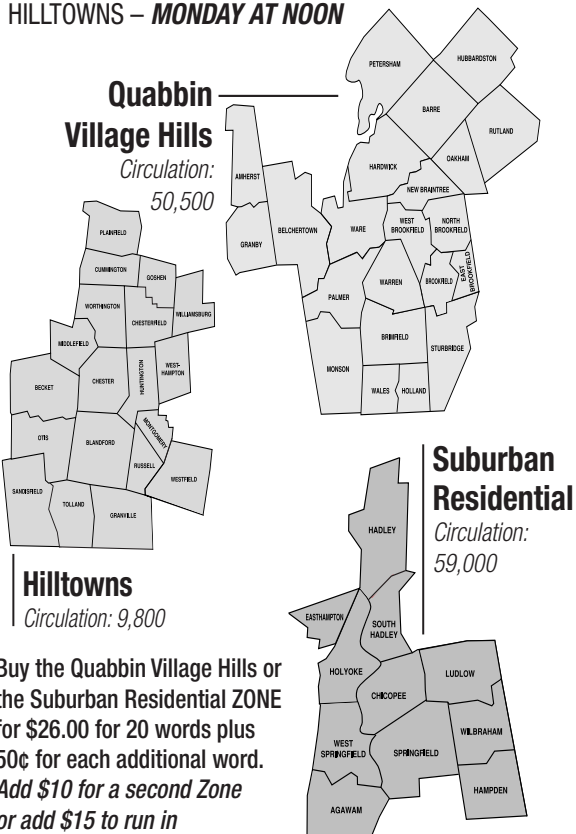 HILLTOWNS – MONDAY AT NOON
Quabbin
Village Hills
Circulation:
50,500
PETERSHAM
HUBBARDSTON
BARRE
RUTLAND
HARDWICK
OAKHAM
NEW BRAINTREE
AMHERST
BELCHERTOWN
GRANBY
WARE
WEST
BROOKFIELD
NORTH
BROOKFIELD
PALMER
WARREN
BROOKFIELD
EAST
BROOKFIELD
BRIMFIELD
STURBRIDGE
MONSON
WALES
HOLLAND
PLAINFIELD
CUMMINGTON
GOSHEN
WORTHINGTON
CHESTERFIELD
WILLIAMSBURG
MIDDLEFIELD
BECKET
CHESTER
HUNTINGTON
WEST-
HAMPTON
OTIS
BLANDFORD
MONTGOMERY
RUSSELL
WESTFIELD
SANDISFIELD
TOLLAND
GRANVILLE
Hilltowns
Circulation: 9,800
Suburban
Residential
Circulation:
59,000
HADLEY
EASTHAMPTON
SOUTH
HADLEY
HOLYOKE
CHICOPEE
LUDLOW
WEST
SPRINGFIELD
SPRINGFIELD
WILBRAHAM
AGAWAM
HAMPDEN
Buy the Quabbin Village Hills or
the Suburban Residential ZONE
for $26.00 for 20 words plus
50¢ for each additional word.
Add $10 for a second Zone
or add $15 to run in